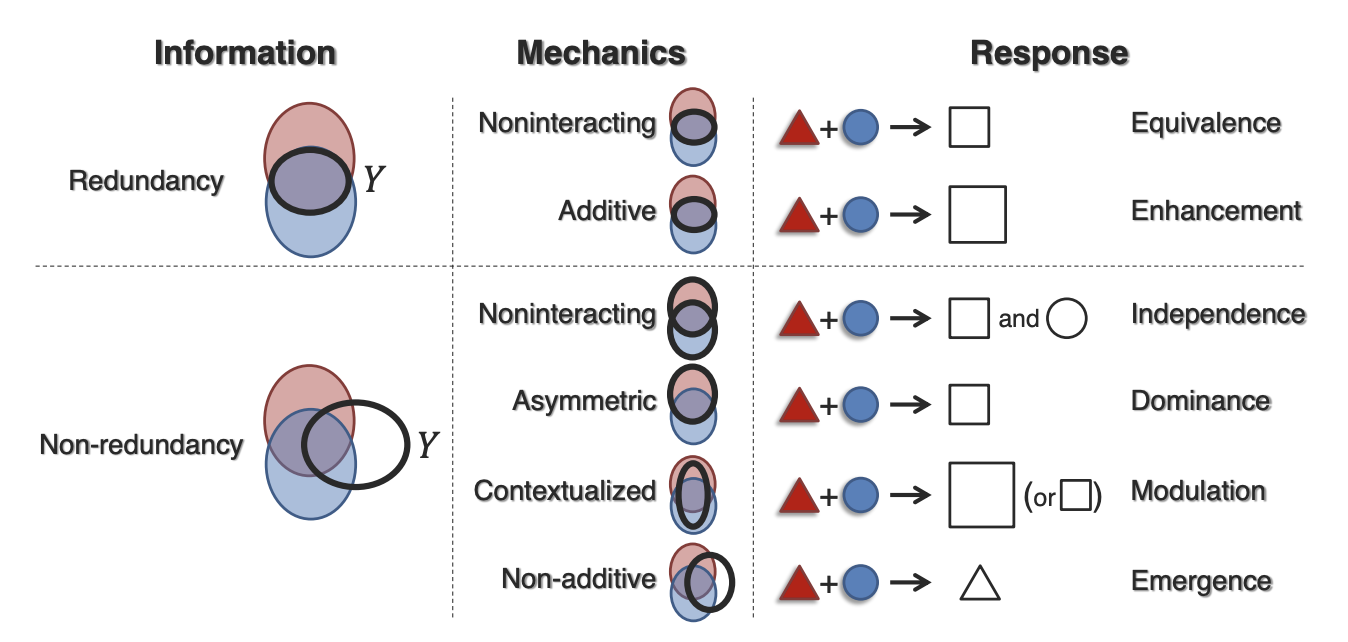 Information Mechanics Response
Redundancy Y
Noninteracting + Equivalence
Additive + Enhancement
Non-redundancy Y
Noninteracting + and Independence
Asymmetric + Dominance
Contextualized + (or ) Modulation
Non-additive + Emergence